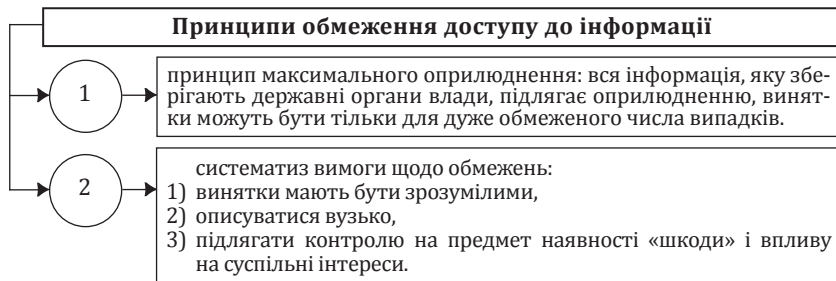 Принципи обмеження доступу до інформації
1
принцип максимального оприлюднення: вся інформація, яку збе-
рігають державні органи влади, підлягає оприлюдненню, винят-
ки можуть бути тільки для дуже обмеженого числа випадків.
2
систематиз вимоги щодо обмежень:
1) винятки мають бути зрозумілими,
2) описуватися вузько,
3) підлягати контролю на предмет наявності «шкоди» і впливу
на суспільні інтереси.